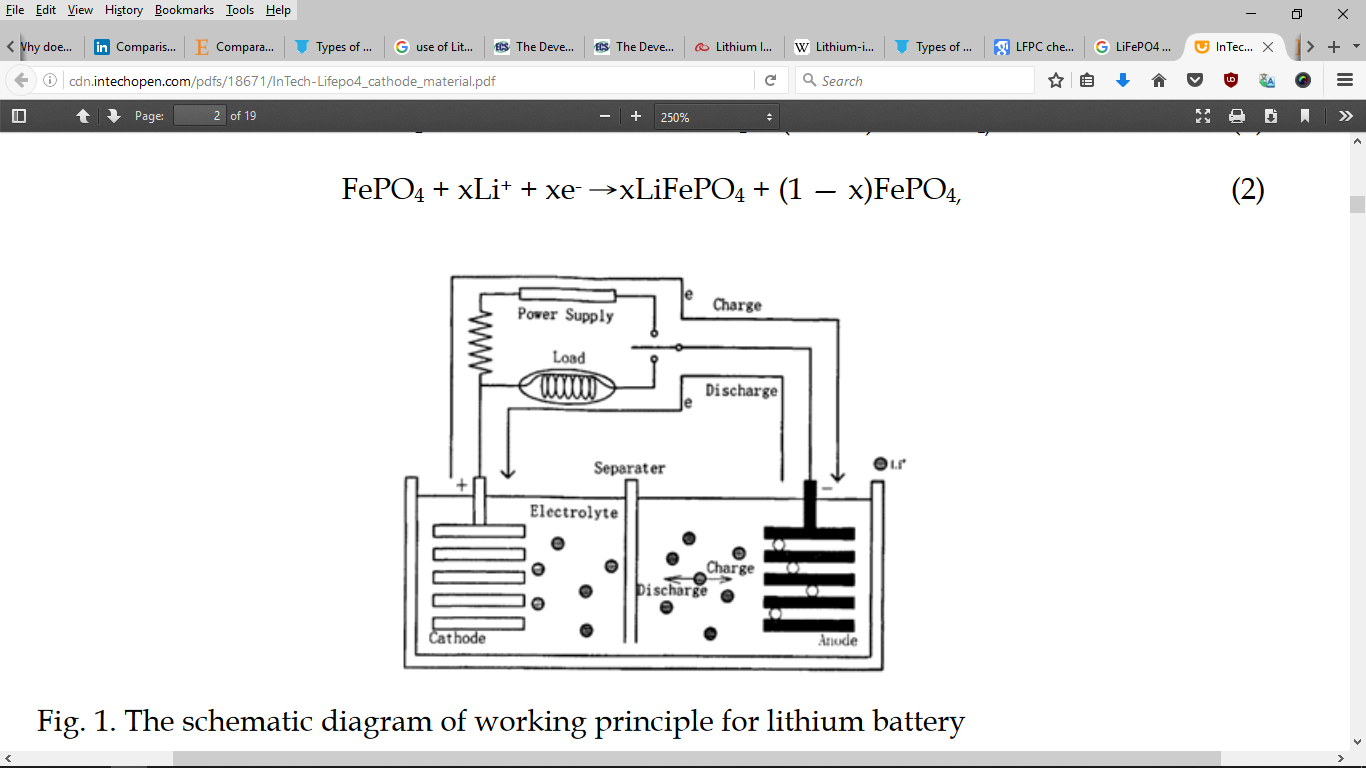 File Edit View History Bookmarks Tools Help
Why doe... Comparis... Compara... Types of ... use of Lit... The Deve... The Deve... Lithium I... Lithium-i... Types of ... LFPC che... LiFePO4 ... InTec...
cdn.intechopen.com/pdfs/18671/InTech-Lifepo4_cathode_material.pdf Search
Page: 2 of 19 250%
FePO4 + xLi+ + xe- →xLiFePO4 + (1 − x)FePO4, (2)
e
Charge
Power Supply
Load
Discharge
e
Separater
Li+
+
−
Electrolyte
Charge
Discharge
Cathode
Anode
Fig. 1. The schematic diagram of working principle for lithium battery